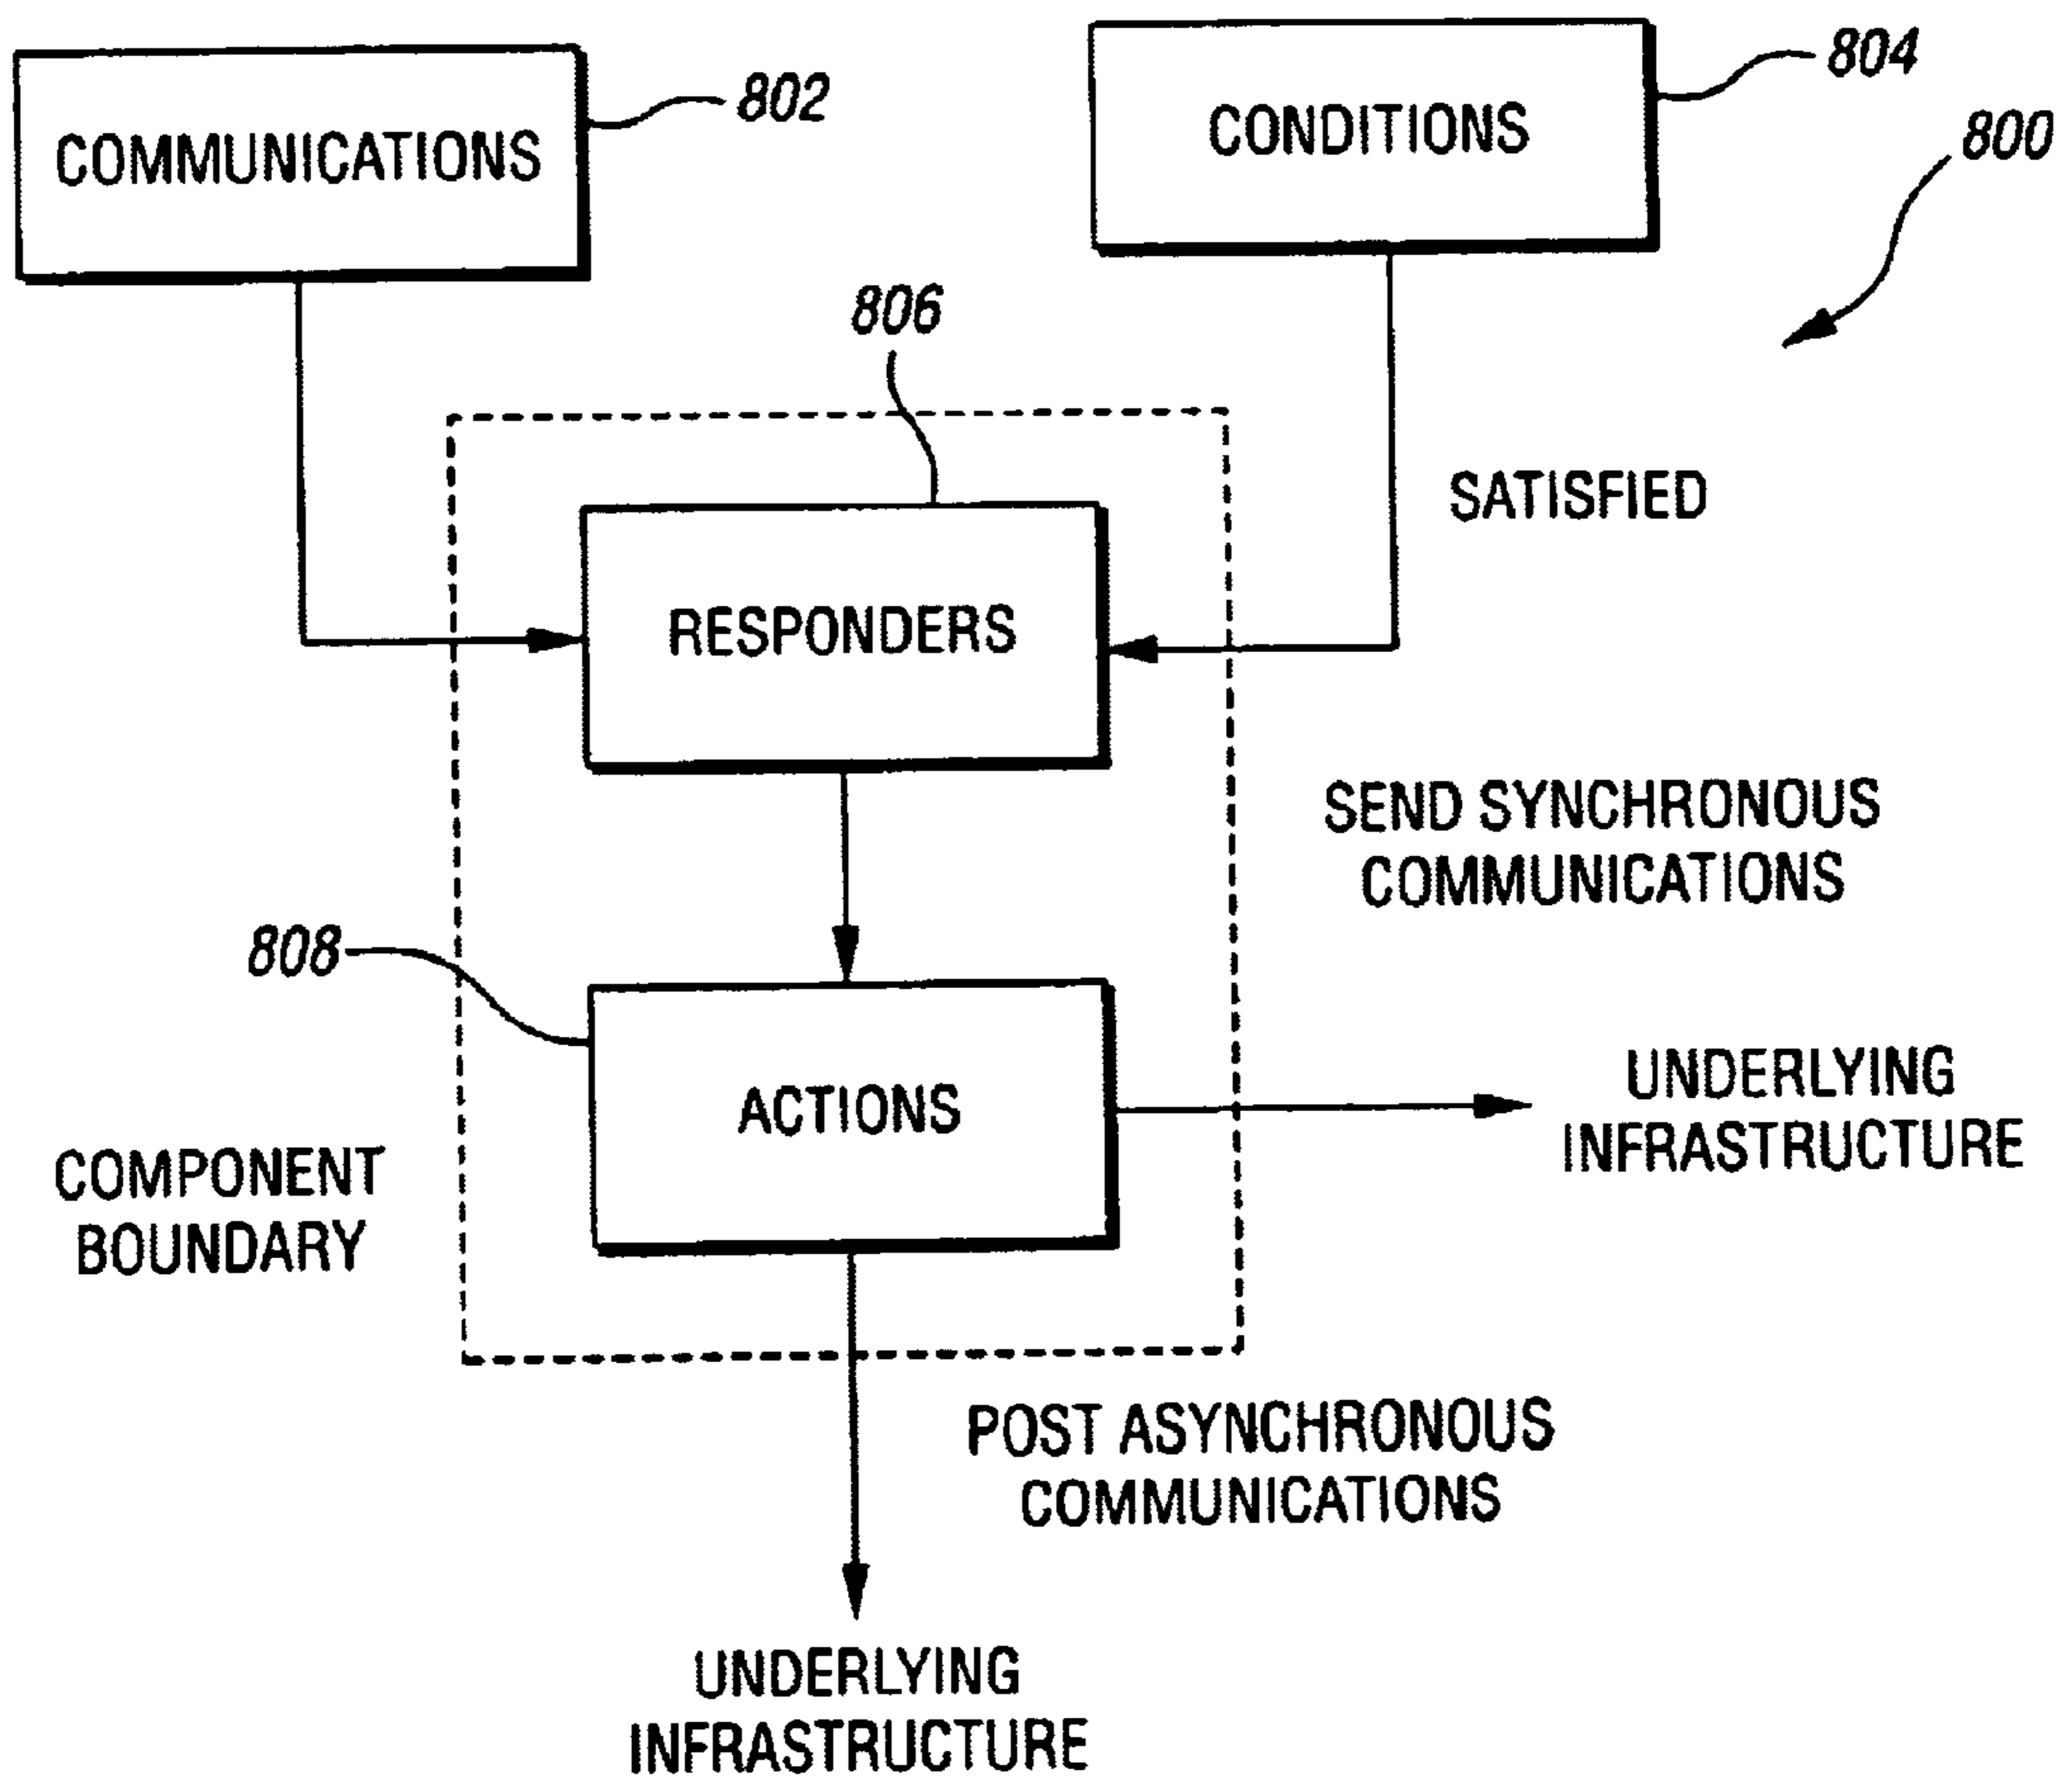 804
802
COMMUNICATIONS
CONDITIONS
800
806
SATISFIED
RESPONDERS
SEND SYNCHRONOUS
COMMUNICATIONS
808
ACTIONS
UNDERLYING
INFRASTRUCTURE
COMPONENT
BOUNDARY
POST ASYNCHRONOUS
COMMUNICATIONS
UNDERLYING
INFRASTRUCTURE